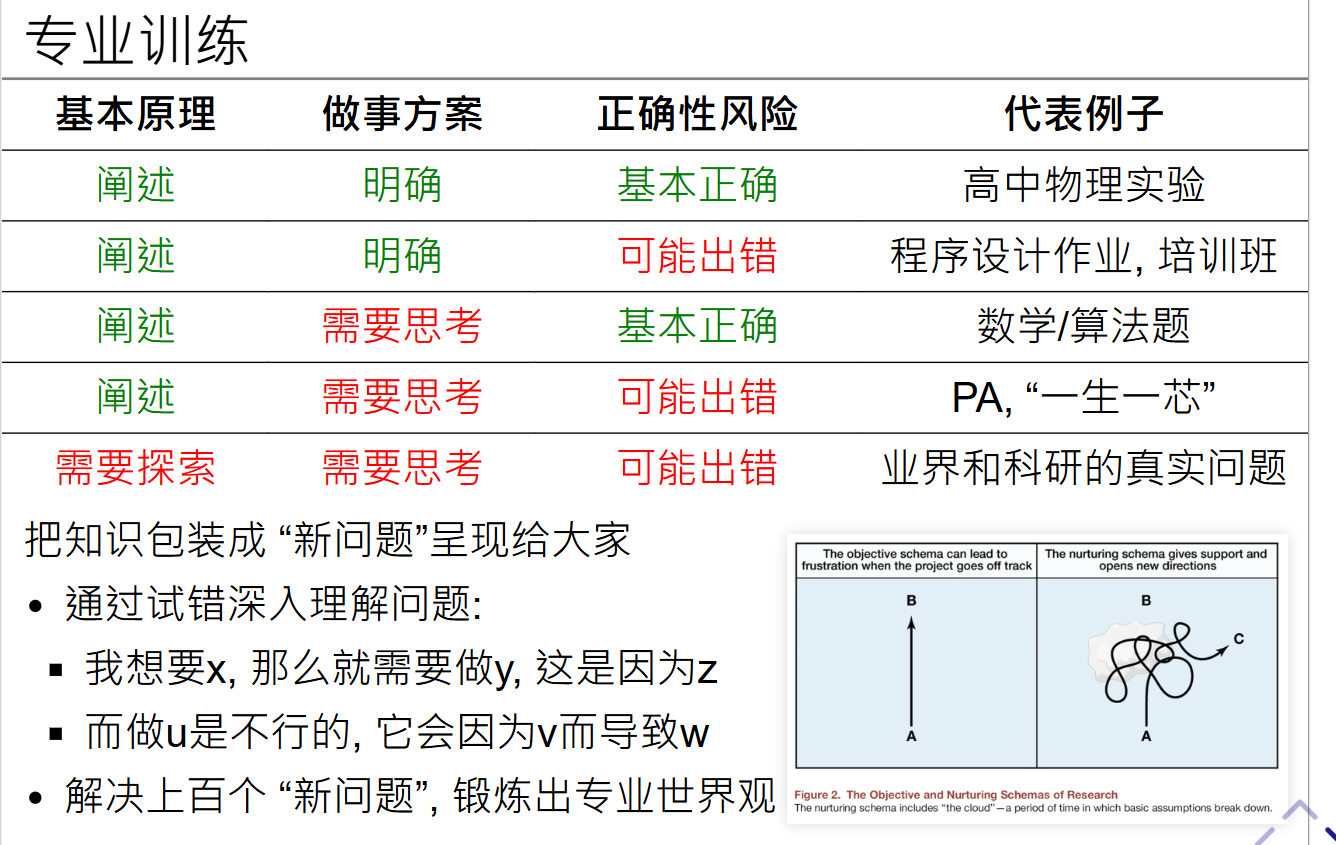 专业训练
基本原理 做事方案 正确性风险 代表例子
阐述 明确 基本正确 高中物理实验
阐述 明确 可能出错 程序设计作业, 培训班
阐述 需要思考 基本正确 数学/算法题
阐述 需要思考 可能出错 PA, “一生一芯”
需要探索 需要思考 可能出错 业界和科研的真实问题
把知识包装成 “新问题”呈现给大家
• 通过试错深入理解问题:
▪ 我想要x, 那么就需要做y, 这是因为z
▪ 而做u是不行的, 它会因为v而导致w
• 解决上百个 “新问题”, 锻炼出专业世界观
The objective schema can lead to
frustration when the project goes off track
The nurturing schema gives support and
opens new directions
B
A
B
C
A
Figure 2. The Objective and Nurturing Schemas of Research
The nurturing schema includes “the cloud”—a period of time in which basic assumptions break down.